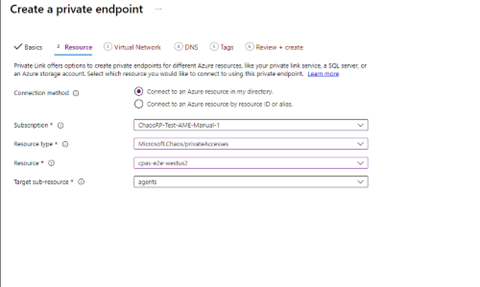 Create a private endpoint ...
Basics 2 Resource 3 Virtual Network 4 DNS 5 Tags 6 Review + create
Private Link offers options to create private endpoints for different Azure resources, like your private link service, a SQL server, or
an Azure storage account. Select which resource you would like to connect to using this private endpoint. Learn more
Connection method
Connect to an Azure resource in my directory.
Connect to an Azure resource by resource ID or alias.
Subscription * ChaosRP-Test-AME-Manual-1
Resource type * Microsoft.Chaos/privateAccesses
Resource * cpas-e2e-westus2
Target sub-resource * agents